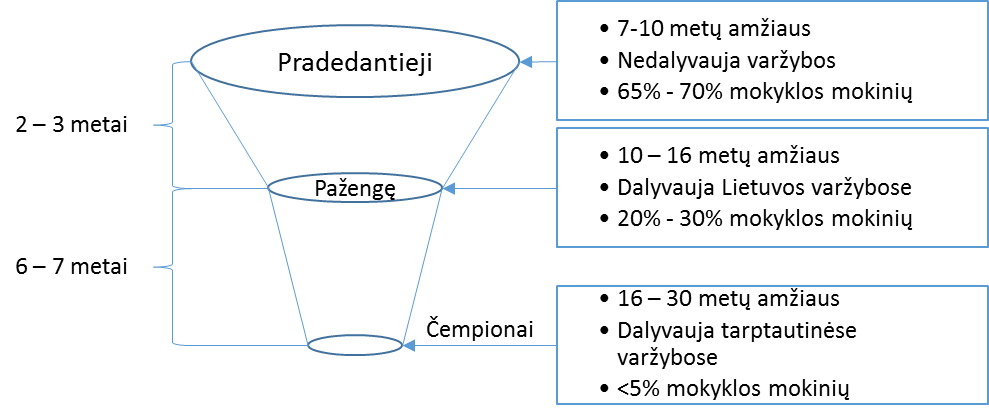 Pradedantieji
• 7-10 metų amžiaus
• Nedalyvauja varžybos
• 65% - 70% mokyklos mokinių
2 – 3 metai
Pažengę
• 10 – 16 metų amžiaus
• Dalyvauja Lietuvos varžybose
• 20% - 30% mokyklos mokinių
6 – 7 metai
Čempionai
• 16 – 30 metų amžiaus
• Dalyvauja tarptautinėse
varžybose
• <5% mokyklos mokinių